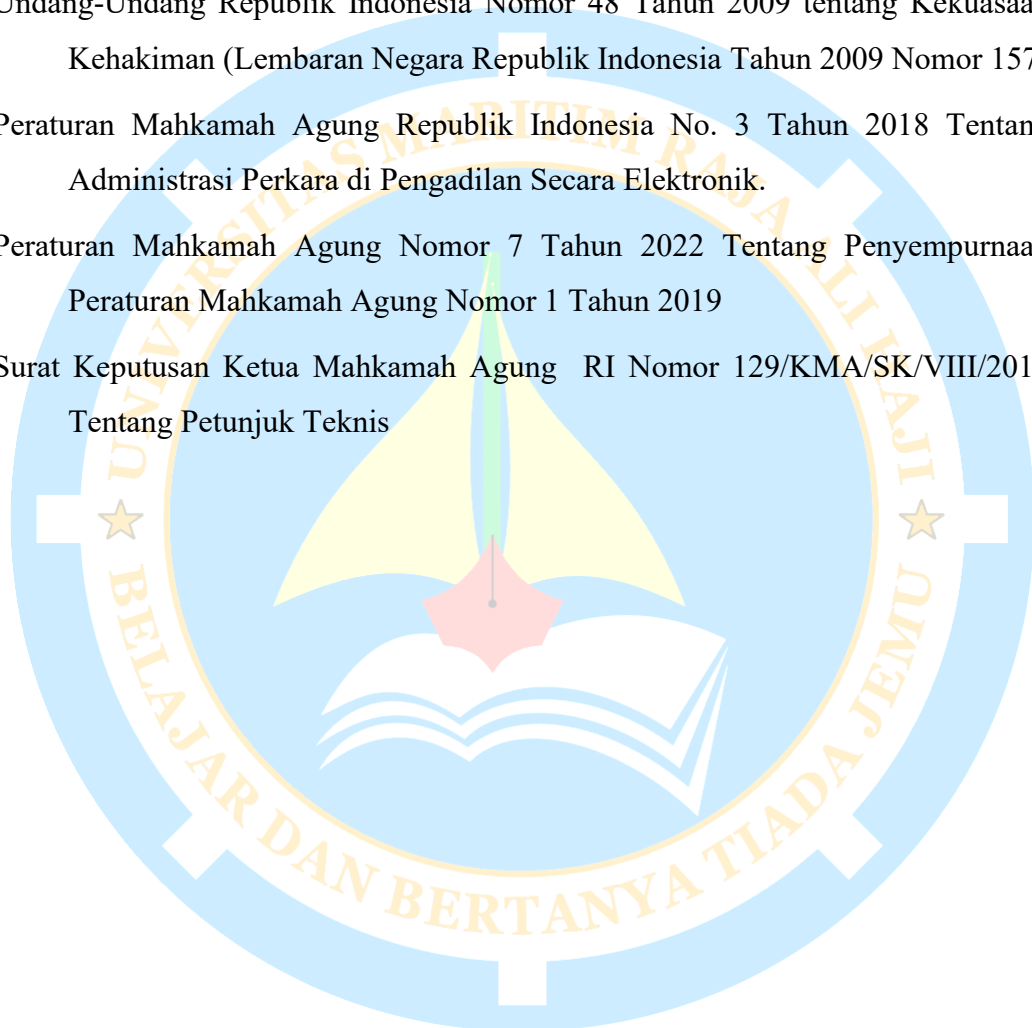 Undang-Undang Republik Indonesia Nomor 48 Tahun 2009 tentang Kekuasaa
Kehakiman (Lembaran Negara Republik Indonesia Tahun 2009 Nomor 157
Peraturan Mahkamah Agung Republik Indonesia No. 3 Tahun 2018 Tentan
Administrasi Perkara di Pengadilan Secara Elektronik.
Peraturan Mahkamah Agung Nomor 7 Tahun 2022 Tentang Penyempurnaa
Peraturan Mahkamah Agung Nomor 1 Tahun 2019
Surat Keputusan Ketua Mahkamah Agung RI Nomor 129/KMA/SK/VIII/201
Tentang Petunjuk Teknis
UNIVERSITAS MARITIM RAJA ALI HAJI
BELAJAR DAN BERTANYA TIADA JEMU